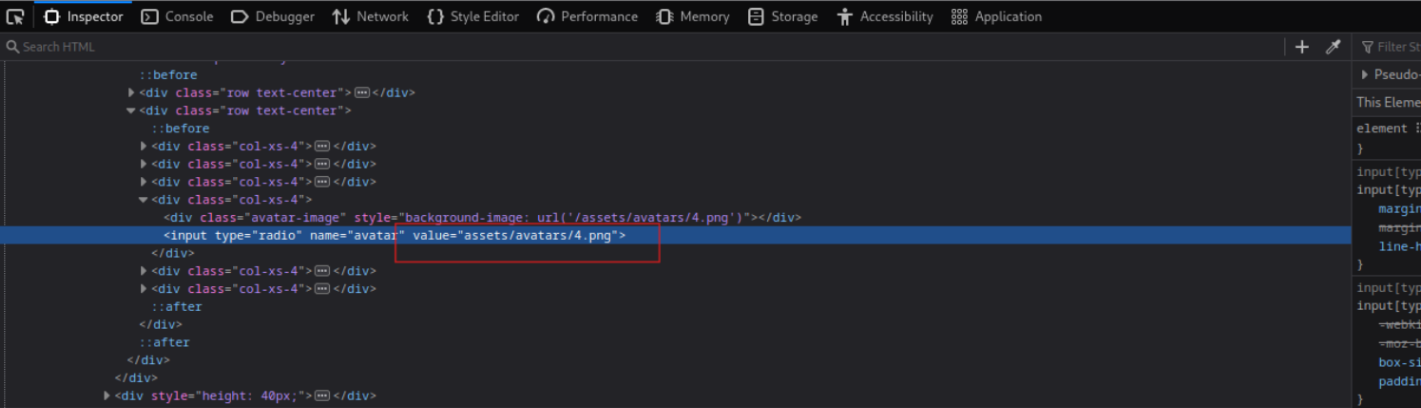 Inspector Console Debugger Network Style Editor Performance Memory Storage Accessibility Application
Search HTML
Filter St
::before
<div class="row text-center"></div>
<div class="row text-center">
::before
<div class="col-xs-4"></div>
<div class="col-xs-4"></div>
<div class="col-xs-4"></div>
<div class="col-xs-4">
<div class="avatar-image" style="background-image: url('/assets/avatars/4.png')"></div>
<input type="radio" name="avatar" value="assets/avatars/4.png">
</div>
<div class="col-xs-4"></div>
<div class="col-xs-4"></div>
::after
</div>
::after
</div>
</div>
<div style="height: 40px;"></div>
Pseudo-
This Eleme
element
}
input[typ
input[typ
margin
margin
line-h
}
input[typ
input[typ
-webki
-moz-b
box-si
paddin
}